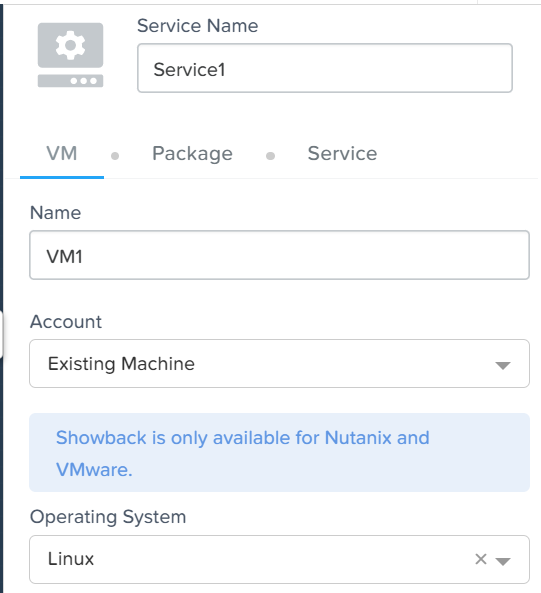 Service Name
Service1
VM Package Service
Name
VM1
Account
Existing Machine
Showback is only available for Nutanix and
VMware.
Operating System
Linux